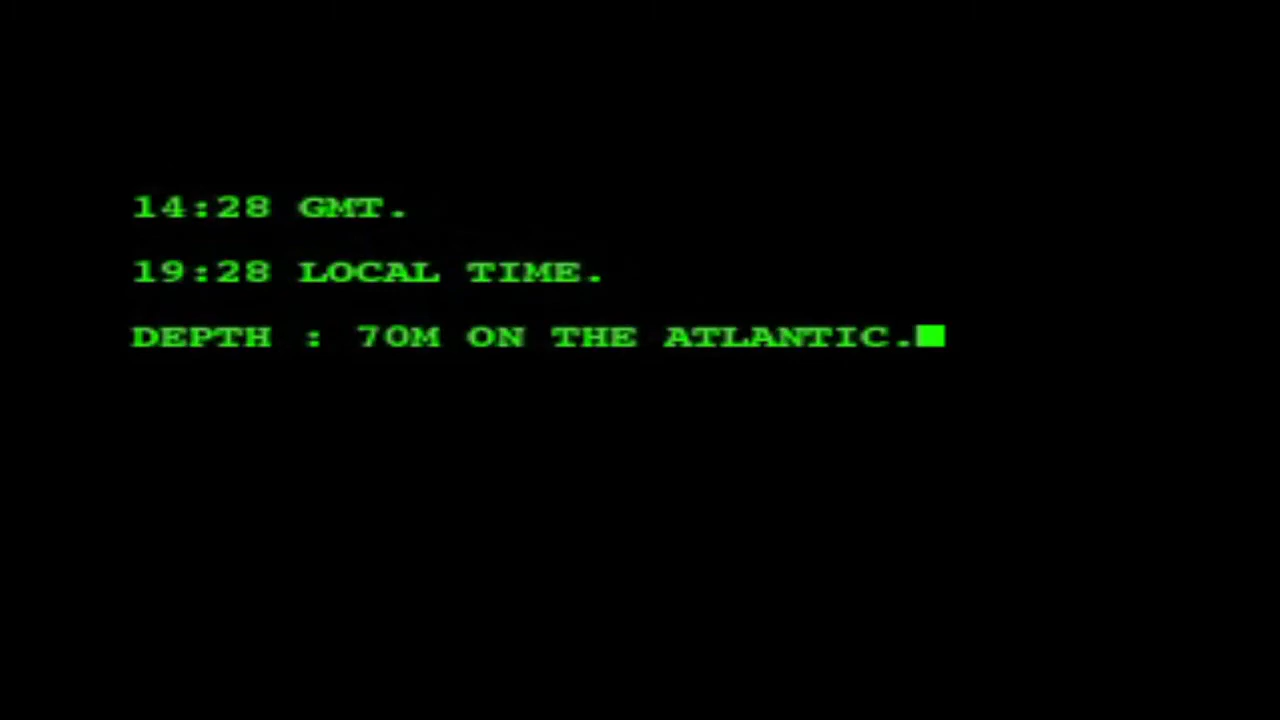 14:28 GMT.
19:28 LOCAL TIME.
DEPTH : 70M ON THE ATLANTIC.